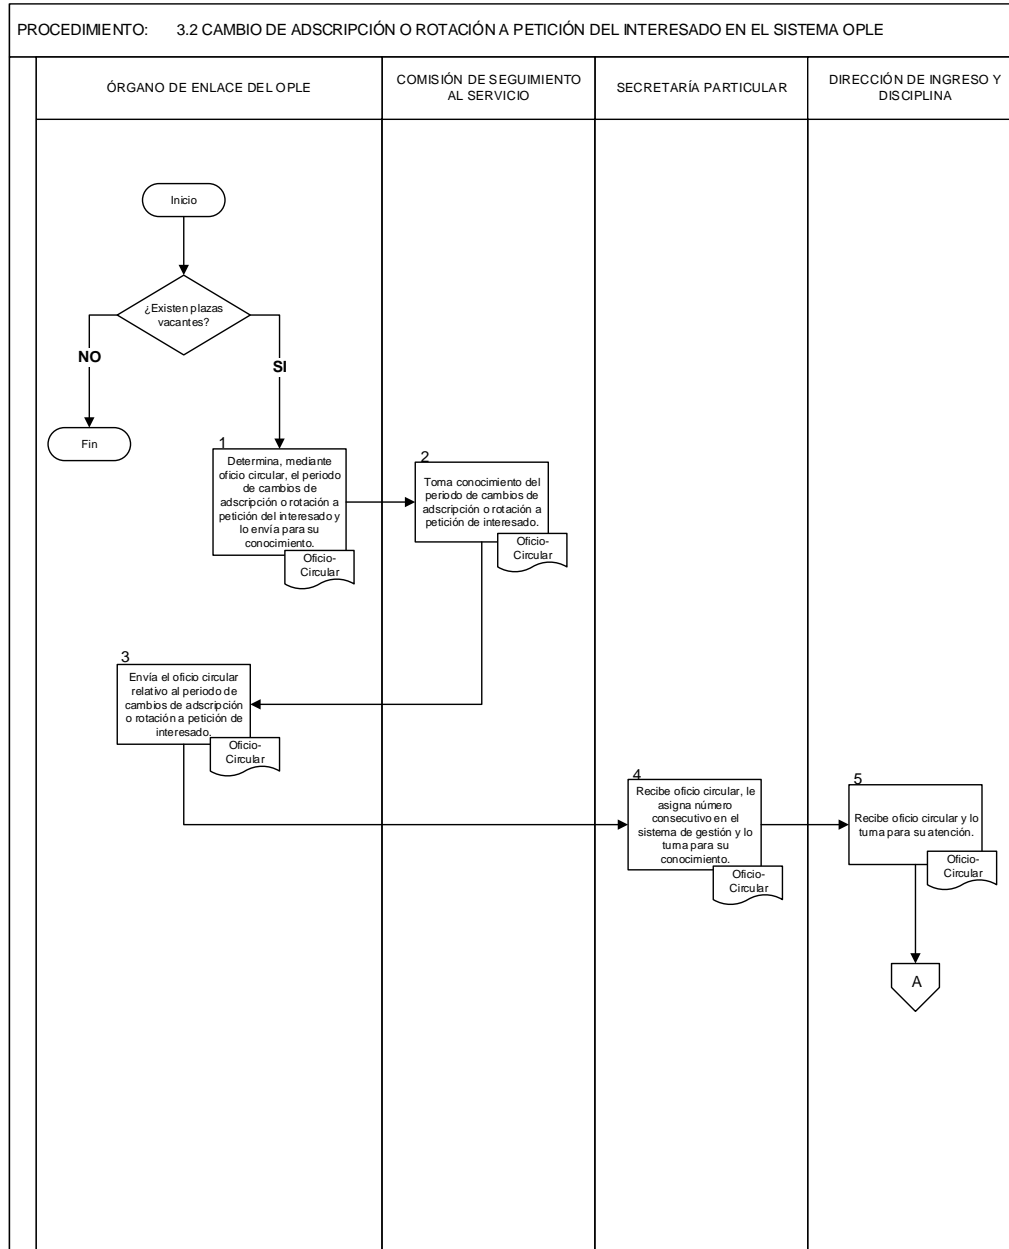 PROCEDIMIENTO: 3.2 CAMBIO DE ADSCRIPCIÓN O ROTACIÓN A PETICIÓN DEL INTERESADO EN EL SISTEMA OPLE
ÓRGANO DE ENLACE DEL OPLE
COMISIÓN DE SEGUIMIENTO
AL SERVICIO
SECRETARÍA PARTICULAR
DIRECCIÓN DE INGRESO Y
DISCIPLINA
Inicio
¿Existen plazas
vacantes?
NO
SI
Fin
1
Determina, mediante
oficio circular, el periodo
de cambios de
adscripción o rotación a
petición del interesado y
lo envía para su
conocimiento.
Oficio-
Circular
2
Toma conocimiento del
periodo de cambios de
adscripción o rotación a
petición de interesado.
Oficio-
Circular
3
Envía el oficio circular
relativo al periodo de
cambios de adscripción
o rotación a petición de
interesado.
Oficio-
Circular
4
Recibe oficio circular, le
asigna número
consecutivo en el
sistema de gestión y lo
turna para su
conocimiento.
Oficio-
Circular
5
Recibe oficio circular y lo
turna para su atención.
Oficio-
Circular
A